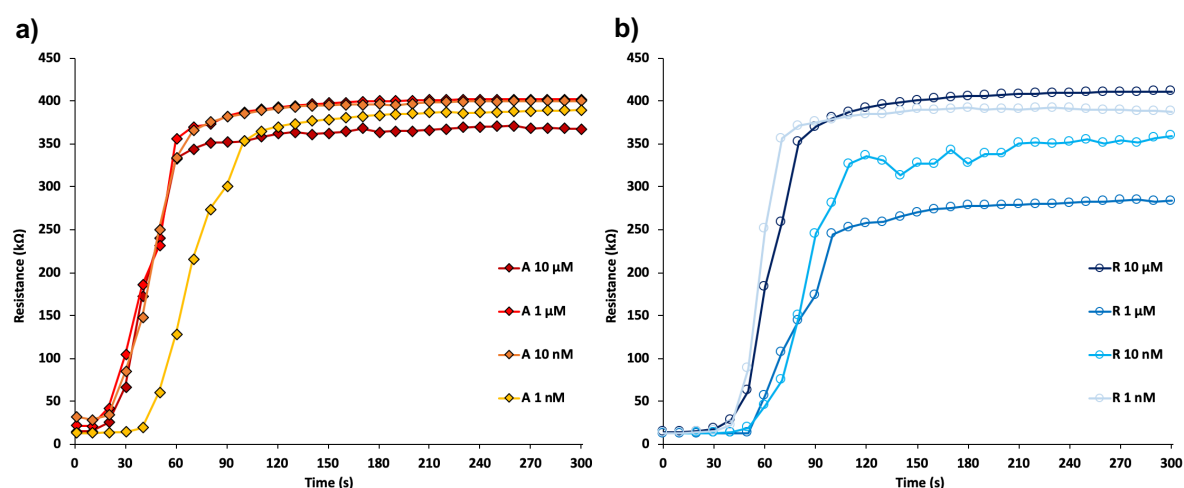 a)
450
400
350
300
250
200
150
100
50
0
Resistance (kΩ)
0 30 60 90 120 150 180 210 240 270 300
Time (s)
A 10 μM
A 1 μM
A 10 nM
A 1 nM
b)
450
400
350
300
250
200
150
100
50
0
Resistance (kΩ)
0 30 60 90 120 150 180 210 240 270 300
Time (s)
R 10 μM
R 1 μM
R 10 nM
R 1 nM